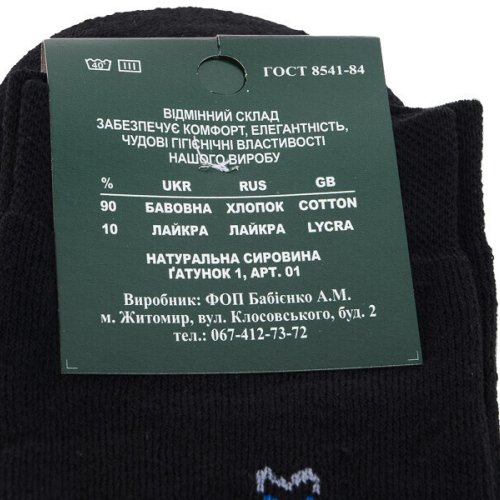 40°
ГОСТ 8541-84
ВІДМІННИЙ СКЛАД
ЗАБЕЗПЕЧУЄ КОМФОРТ, ЕЛЕГАНТНІСТЬ,
ЧУДОВІ ГІГІЄНІЧНІ ВЛАСТИВОСТІ
НАШОГО ВИРОБУ
% UKR RUS GB
90 БАВОВНА ХЛОПОК COTTON
10 ЛАЙКРА ЛАЙКРА LYCRA
НАТУРАЛЬНА СИРОВИНА
ҐАТУНОК 1, АРТ. 01
Виробник: ФОП Бабієнко А.М.
м. Житомир, вул. Клосовського, буд. 2
тел.: 067-412-73-72